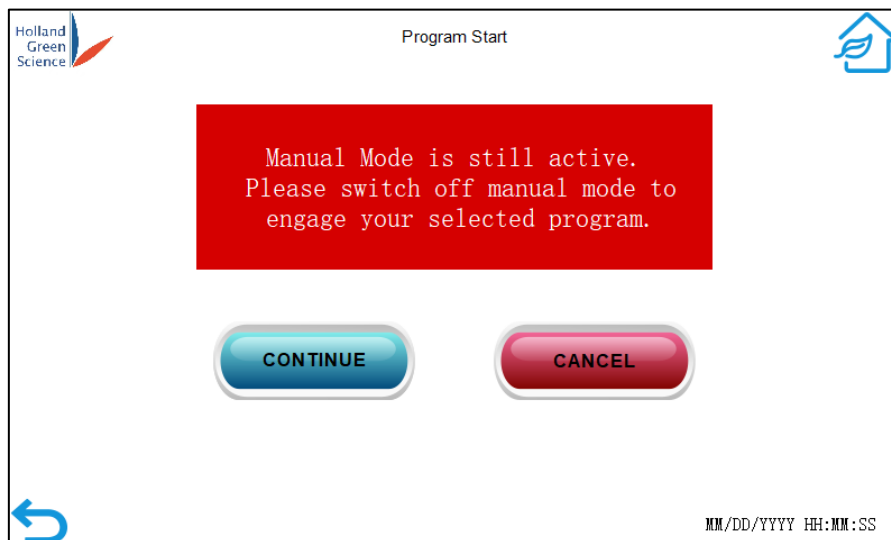 Holland
Green
Science
Program Start
Manual Mode is still active.
Please switch off manual mode to
engage your selected program.
CONTINUE
CANCEL
MM/DD/YYYY HH:MM:SS